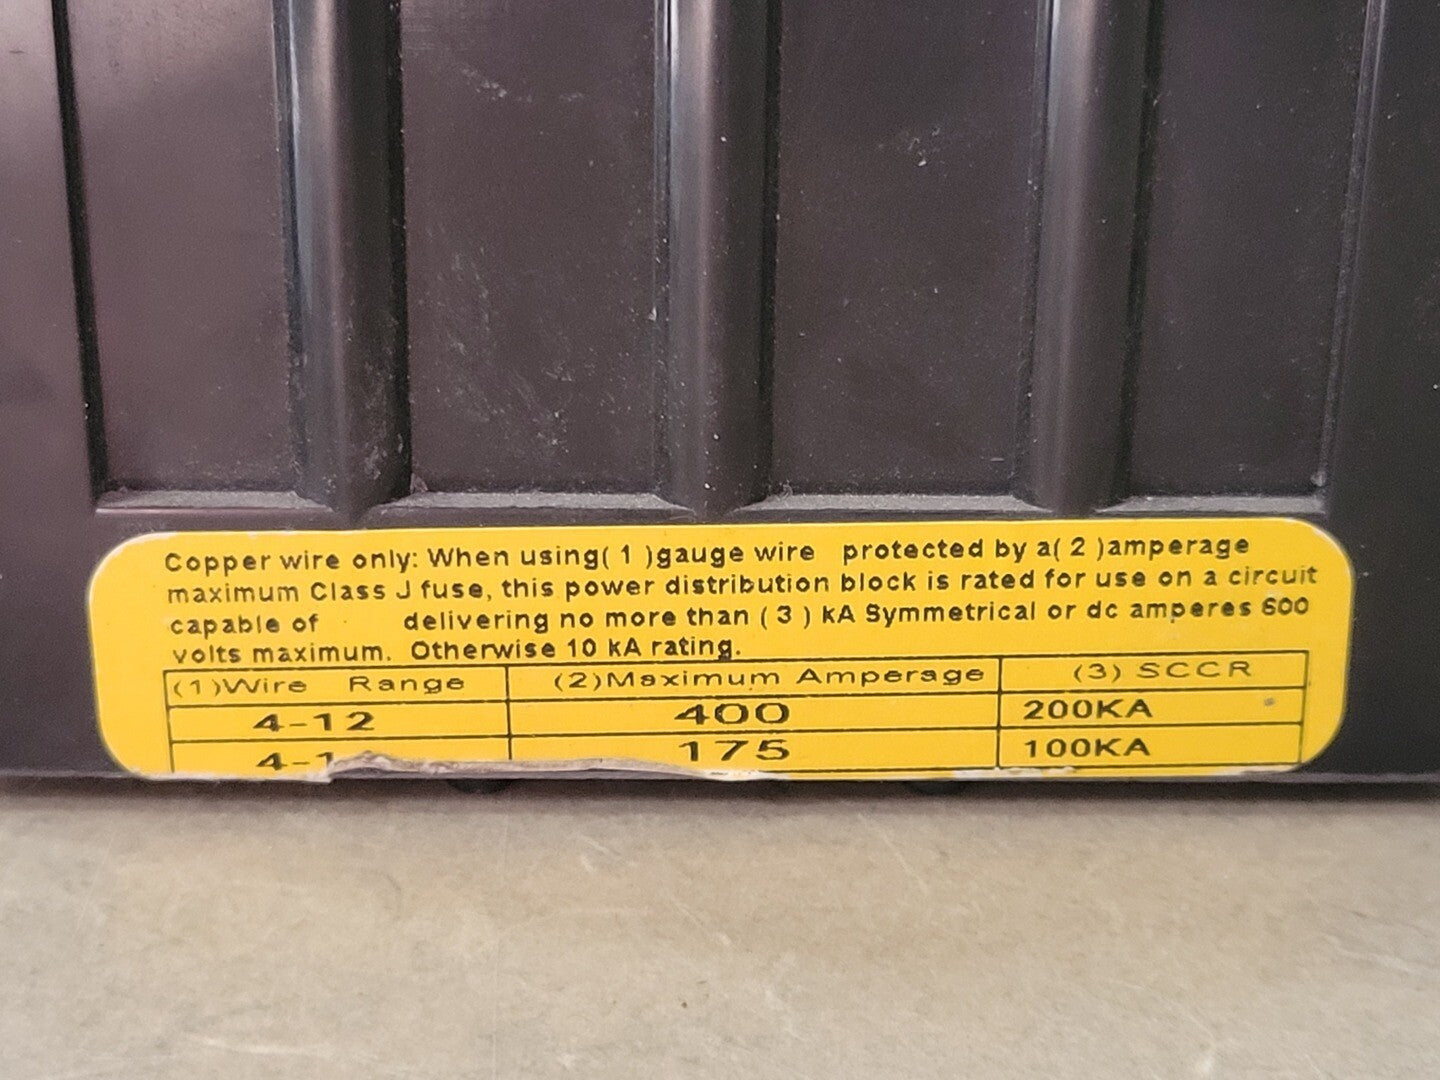 Copper wire only: When using( 1 )gauge wire protected by a( 2 )amperage
maximum Class J fuse, this power distribution block is rated for use on a circuit
capable of delivering no more than ( 3 ) kA Symmetrical or dc amperes 600
volts maximum. Otherwise 10 kA rating.
(1)Wire Range (2)Maximum Amperage (3) SCCR
4-12 400 200KA
175 100KA